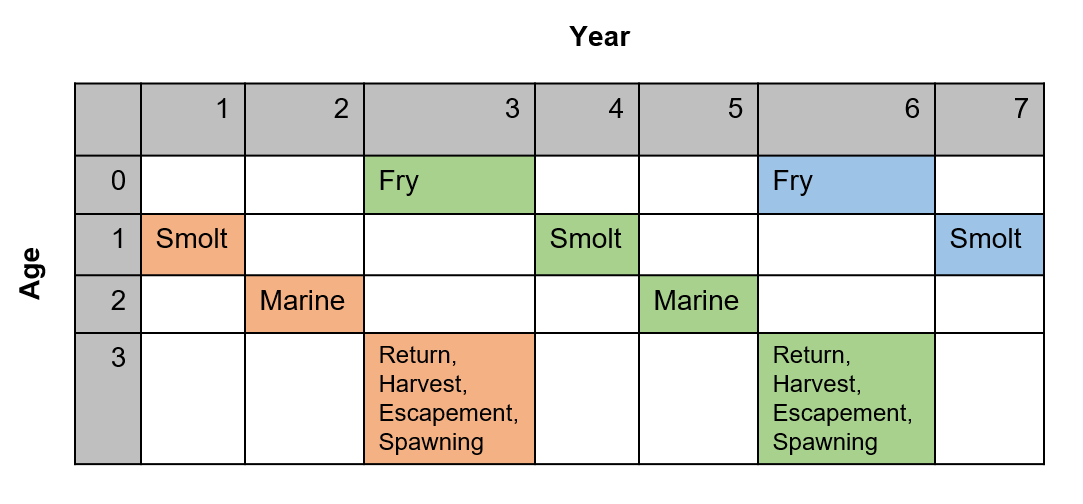 Year
1 2 3 4 5 6 7
0 Fry Fry
Age
1 Smolt Smolt Smolt
2 Marine Marine
3 Return, Return,
Harvest, Harvest,
Escapement, Escapement,
Spawning Spawning